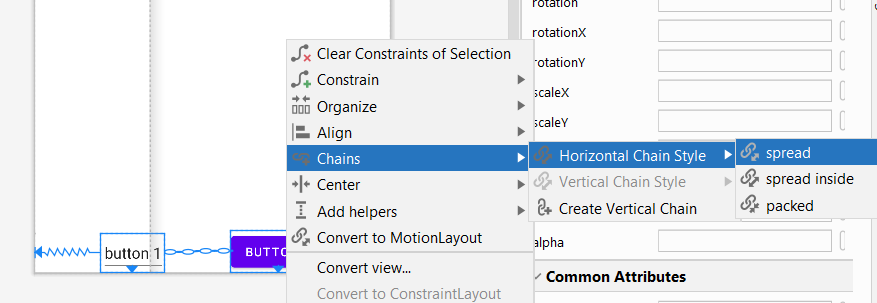 rotation
rotationX
rotationY
scaleX
scaleY
Clear Constraints of Selection
Constrain
Organize
Align
Chains
Center
Add helpers
Convert to MotionLayout
Convert view...
Convert to ConstraintLayout
Horizontal Chain Style
Vertical Chain Style
Create Vertical Chain
spread
spread inside
packed
alpha
Common Attributes
button 1
BUTTO